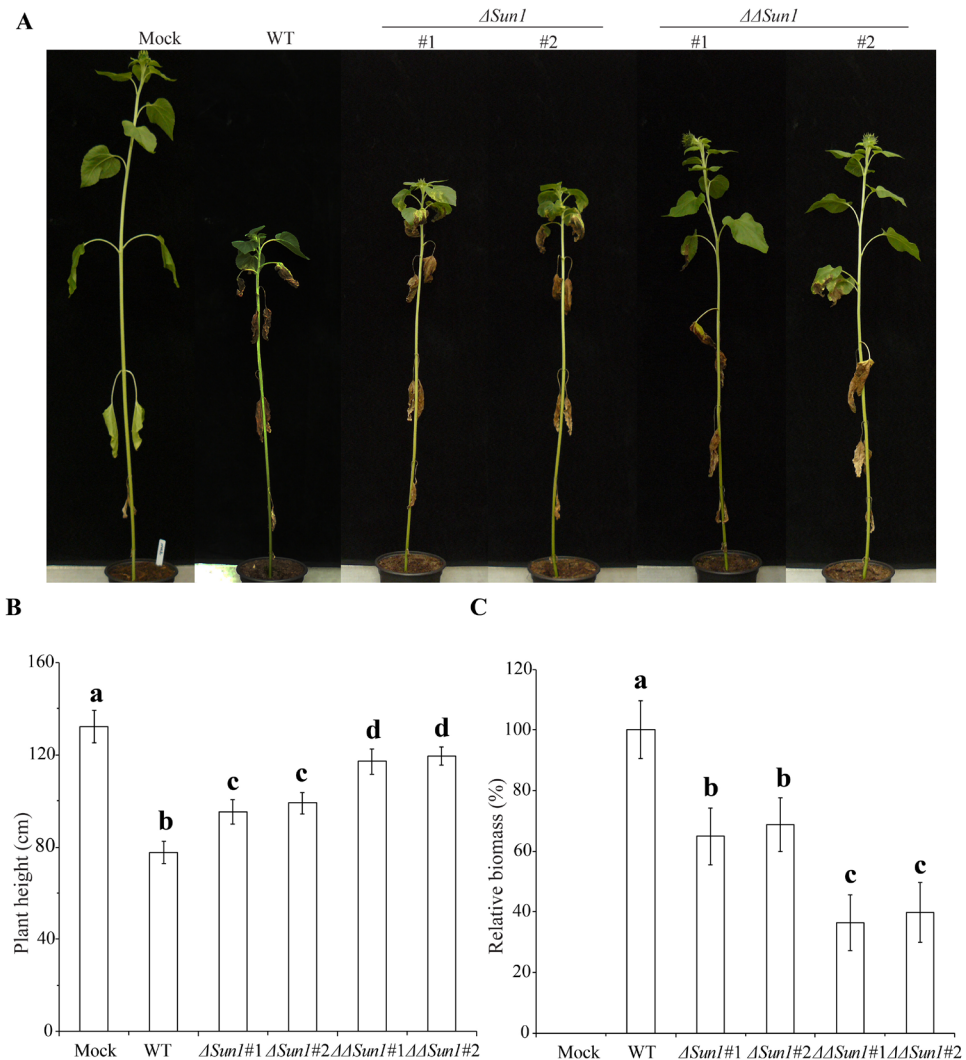 A
ΔSun1
ΔΔSun1
Mock
WT
#1
#2
#1
#2
B
Plant height (cm)
160
120
80
40
0
a
b
c
c
d
d
Mock
WT
ΔSun1#1
ΔSun1#2
ΔΔSun1#1
ΔΔSun1#2
C
Relative biomass (%)
120
100
80
60
40
20
0
a
b
b
c
c
Mock
WT
ΔSun1#1
ΔSun1#2
ΔΔSun1#1
ΔΔSun1#2